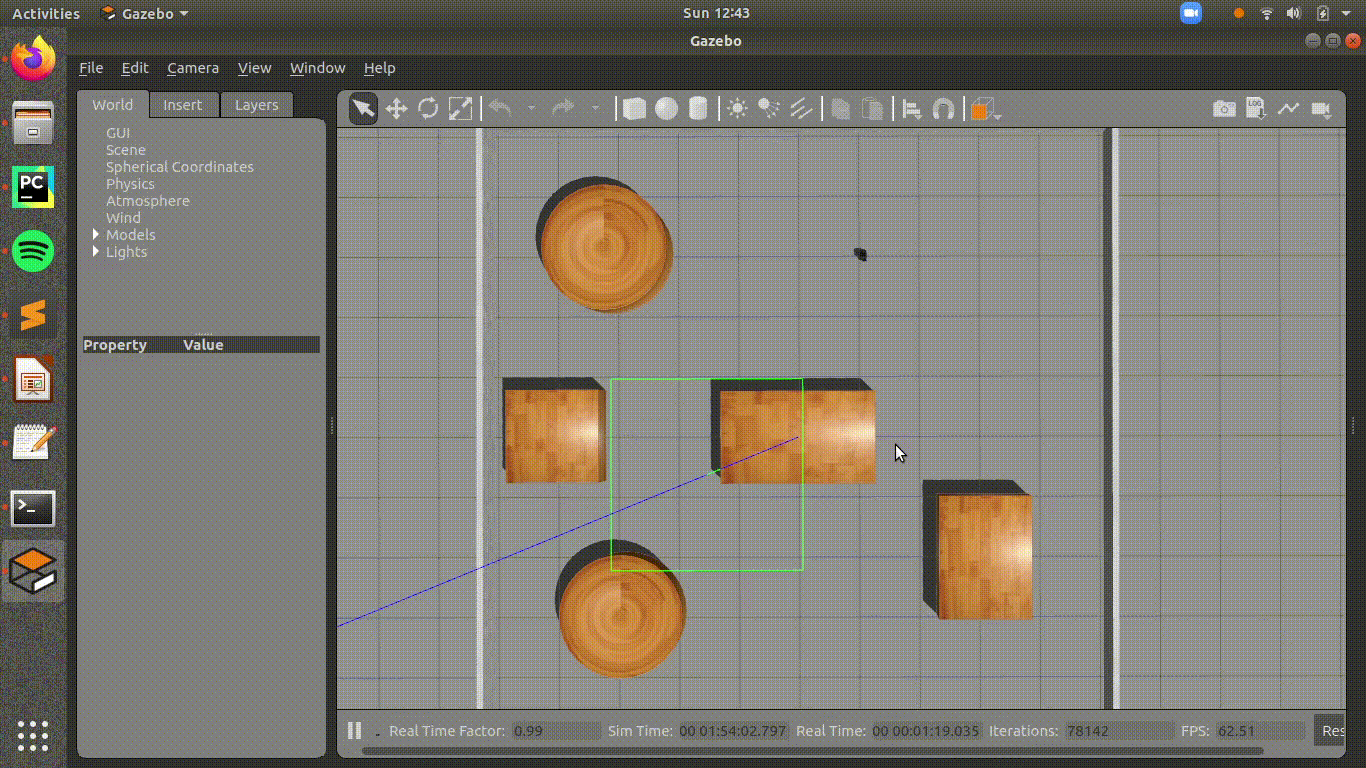 Activities Gazebo Sun 12:43
Gazebo
File Edit Camera View Window Help
World Insert Layers
LOG
GUI
Scene
Spherical Coordinates
Physics
PC
Atmosphere
Wind
Models
Lights
Property Value
Real Time Factor: 0.99 Sim Time: 00 01:54:02.797 Real Time: 00 00:01:19.035 Iterations: 78142 FPS: 62.51 Res